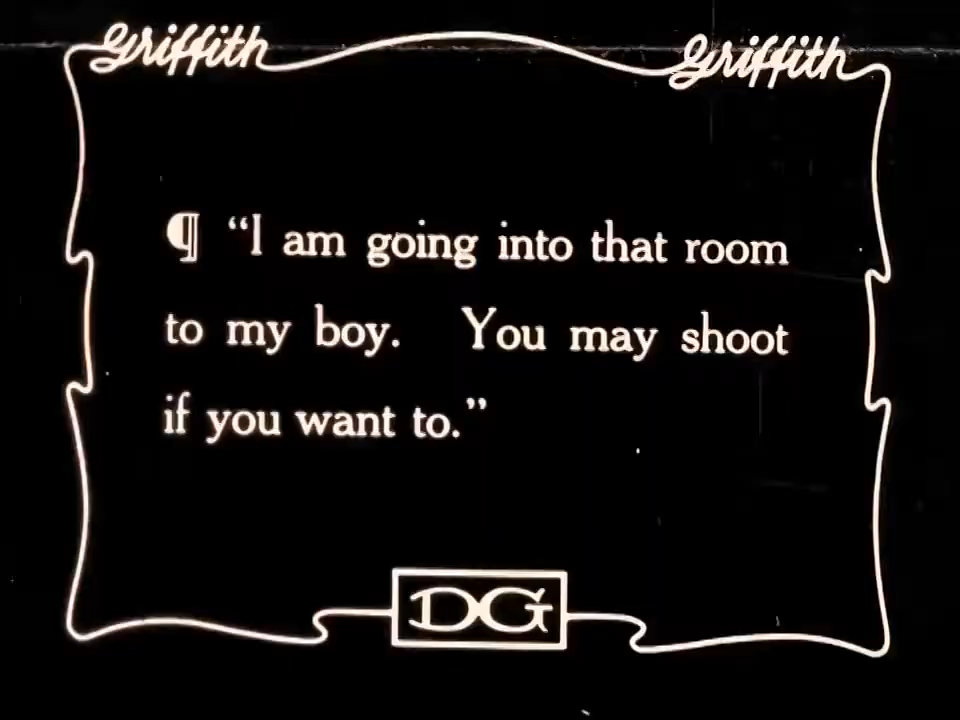 Griffith Griffith
¶ “I am going into that room
to my boy. You may shoot
if you want to.”
DG